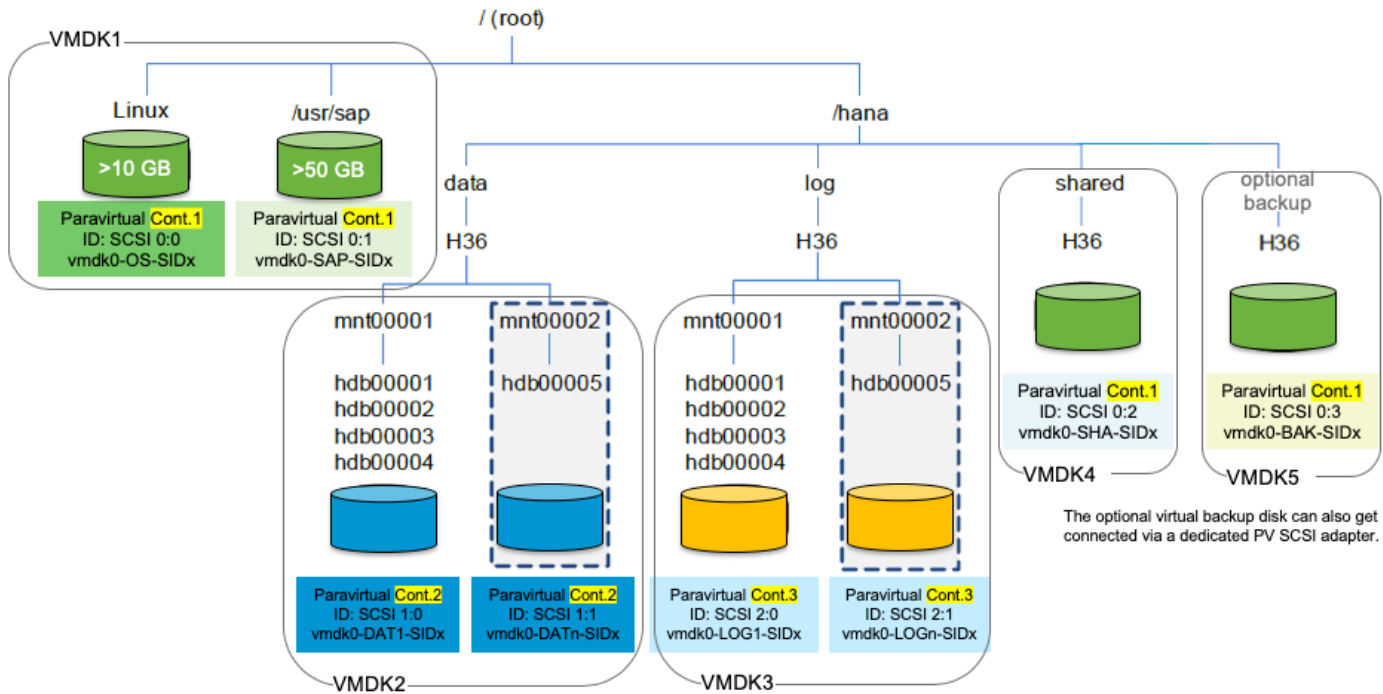 / (root)
VMDK1
Linux
/usr/sap
/hana
>10 GB
>50 GB
data
log
shared
optional
backup
Paravirtual Cont.1
ID: SCSI 0:0
vmdk0-OS-SIDx
Paravirtual Cont.1
ID: SCSI 0:1
vmdk0-SAP-SIDx
H36
H36
H36
H36
mnt00001
mnt00002
mnt00001
mnt00002
hdb00001
hdb00002
hdb00003
hdb00004
hdb00005
hdb00001
hdb00002
hdb00003
hdb00004
hdb00005
Paravirtual Cont.1
ID: SCSI 0:2
vmdk0-SHA-SIDx
VMDK4
Paravirtual Cont.1
ID: SCSI 0:3
vmdk0-BAK-SIDx
VMDK5
The optional virtual backup disk can also get
connected via a dedicated PV SCSI adapter.
Paravirtual Cont.2
ID: SCSI 1:0
vmdk0-DAT1-SIDx
Paravirtual Cont.2
ID: SCSI 1:1
vmdk0-DATn-SIDx
VMDK2
Paravirtual Cont.3
ID: SCSI 2:0
vmdk0-LOG1-SIDx
Paravirtual Cont.3
ID: SCSI 2:1
vmdk0-LOGn-SIDx
VMDK3